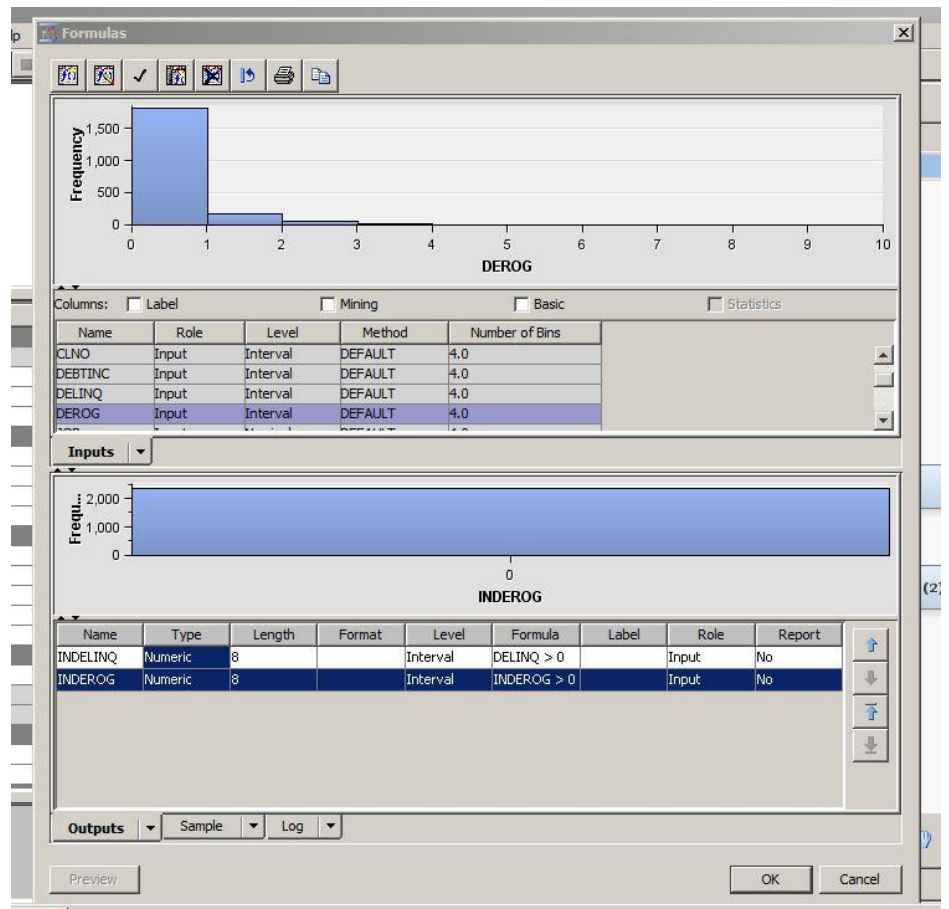 lp
Formulas
Frequency
1,500
1,000
500
0
0 1 2 3 4 5 6 7 8 9 10
DEROG
Columns: Label Mining Basic Statistics
Name Role Level Method Number of Bins
CLNO Input Interval DEFAULT 4.0
DEBTINC Input Interval DEFAULT 4.0
DELINQ Input Interval DEFAULT 4.0
DEROG Input Interval DEFAULT 4.0
Inputs
Frequ...
2,000
1,000
0
0
INDEROG
Name Type Length Format Level Formula Label Role Report
INDELINQ Numeric 8 Interval DELINQ > 0 Input No
INDEROG Numeric 8 Interval INDEROG > 0 Input No
(2)
Outputs Sample Log
Preview OK Cancel